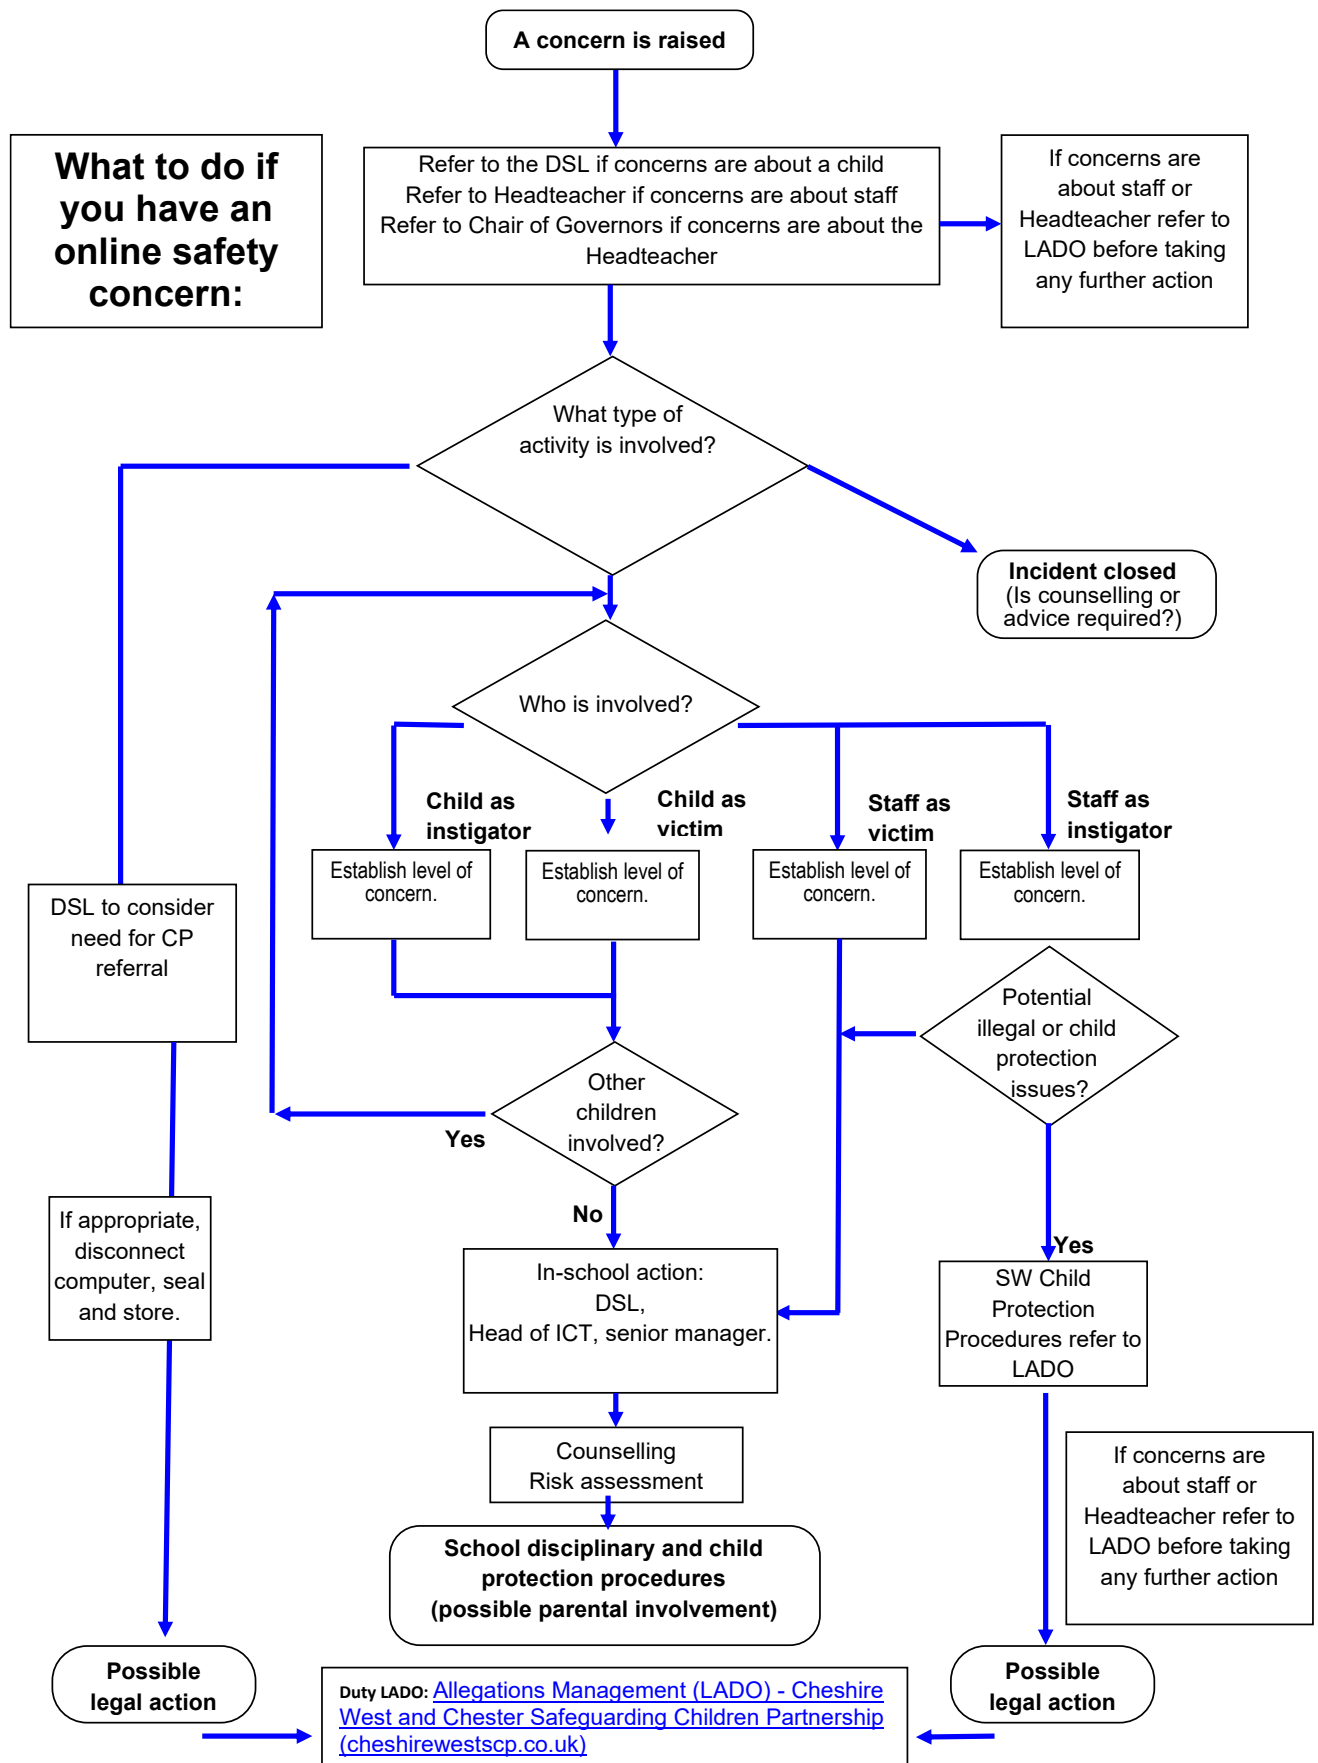 A concern is raised
What to do if
you have an
online safety
concern:
Refer to the DSL if concerns are about a child
Refer to Headteacher if concerns are about staff
Refer to Chair of Governors if concerns are about the
Headteacher
If concerns are
about staff or
Headteacher refer to
LADO before taking
any further action
What type of
activity is involved?
Incident closed
(Is counselling or
advice required?)
Who is involved?
Child as
instigator
Child as
victim
Staff as
victim
Staff as
instigator
Establish level of
concern.
Establish level of
concern.
Establish level of
concern.
Establish level of
concern.
DSL to consider
need for CP
referral
Potential
illegal or child
protection
issues?
Other
children
involved?
Yes
No
If appropriate,
disconnect
computer, seal
and store.
In-school action:
DSL,
Head of ICT, senior manager.
Yes
SW Child
Protection
Procedures refer to
LADO
Counselling
Risk assessment
If concerns are
about staff or
Headteacher refer to
LADO before taking
any further action
School disciplinary and child
protection procedures
(possible parental involvement)
Possible
legal action
Possible
legal action
Duty LADO: Allegations Management (LADO) - Cheshire
West and Chester Safeguarding Children Partnership
(cheshirewestscp.co.uk)